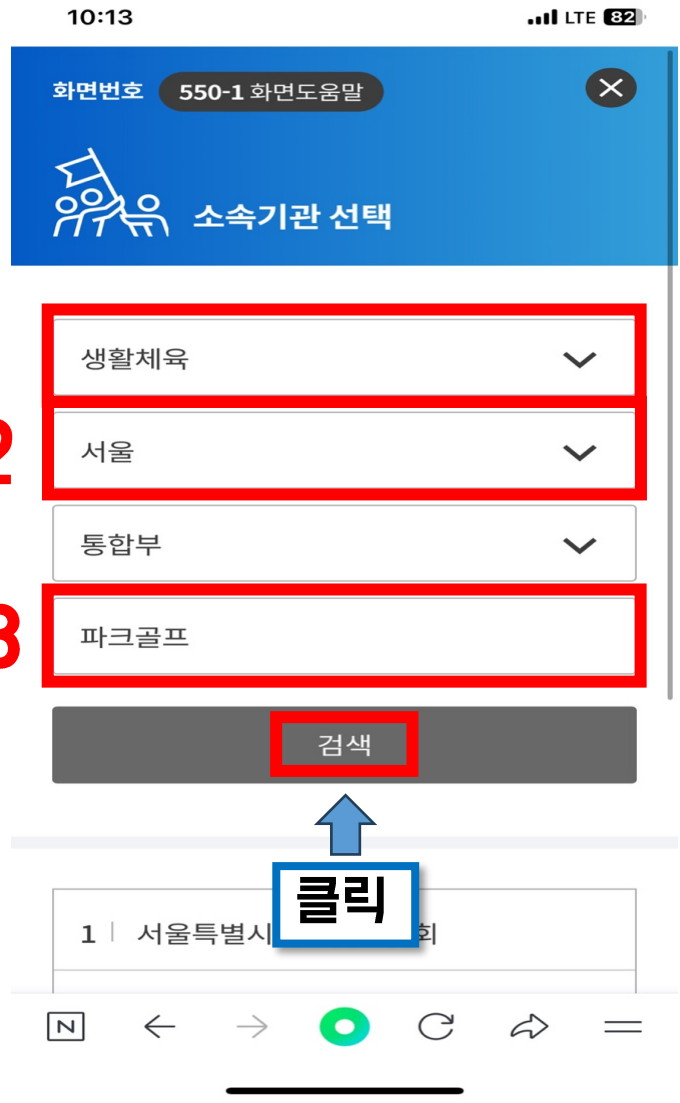 10:13 LTE 82
화면번호 550-1 화면도움말
소속기관 선택
생활체육
2 서울
통합부
3 파크골프
검색
클릭
1 서울특별시 회
N